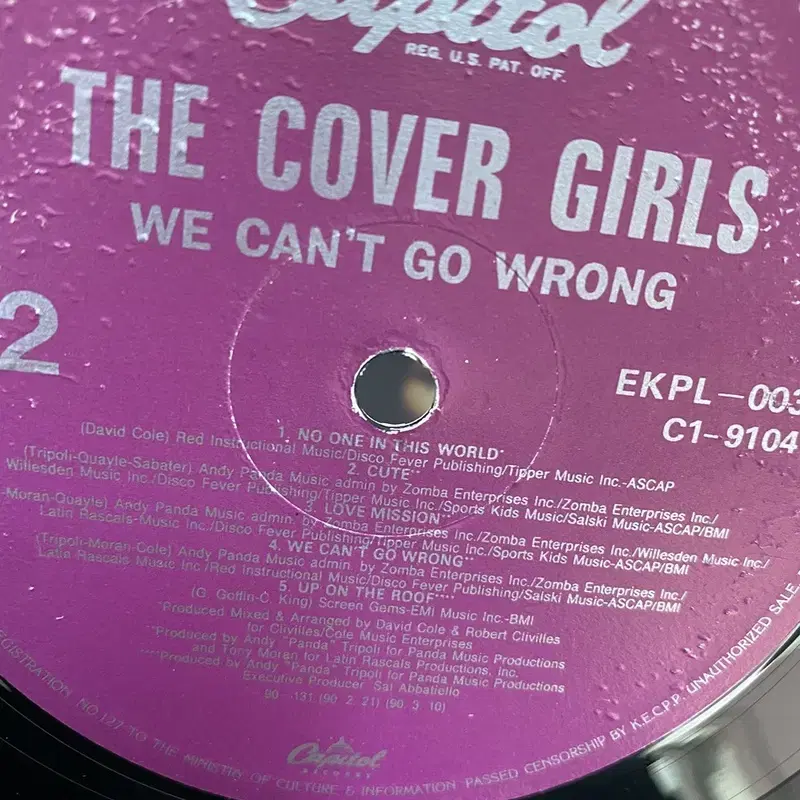 Capitol
REG. U.S. PAT. OFF.
THE COVER GIRLS
WE CAN'T GO WRONG
2
EKPL-003
C1-9104
1. NO ONE IN THIS WORLD*
(David Cole) Red Instructional Music/Disco Fever Publishing/Tipper Music Inc.-ASCAP
2. CUTE**
(Tripoli-Quayle-Sabater) Andy Panda Music admin by Zomba Enterprises Inc./Zomba Enterprises Inc./
Willesden Music Inc./Disco Fever Publishing/Tipper Music Inc./Sports Kids Music/Salski Music-ASCAP/BMI
3. LOVE MISSION***
-Moran-Quayle) Andy Panda Music admin. by Zomba Enterprises Inc./Zomba Enterprises Inc./Willesden Music Inc./
Latin Rascals-Music Inc./Disco Fever Publishing/Tipper Music Inc./Sports Kids Music-ASCAP/BMI
4. WE CAN'T GO WRONG**
(Tripoli-Moran-Cole) Andy Panda Music admin by Zomba Enterprises Inc./Zomba Enterprises Inc./
Latin Rascals Music Inc./Red Instructional Music/Disco Fever Publishing/Salski Music-ASCAP/BMI
5. UP ON THE ROOF****
(G. Goffin-C. King) Screen Gems-EMI Music Inc.-BMI
*Produced Mixed & Arranged by David Cole & Robert Clivilles
for Clivilles/Cole Music Enterprises
**Produced by Andy "Panda" Tripoli for Panda Music Productions
and Tony Moran for Latin Rascals Productions, Inc.
****Produced by Andy "Panda" Tripoli for Panda Music Productions
Executive Producer Sal Abbatiello
90-131 (90. 2. 21) (90. 3. 10)
Capitol
RECORDS
REGISTRATION NO.127 TO THE MINISTRY OF CULTURE & INFORMATION PASSED CENSORSHIP BY K.E.C.P.P. UNAUTHORIZED SALE